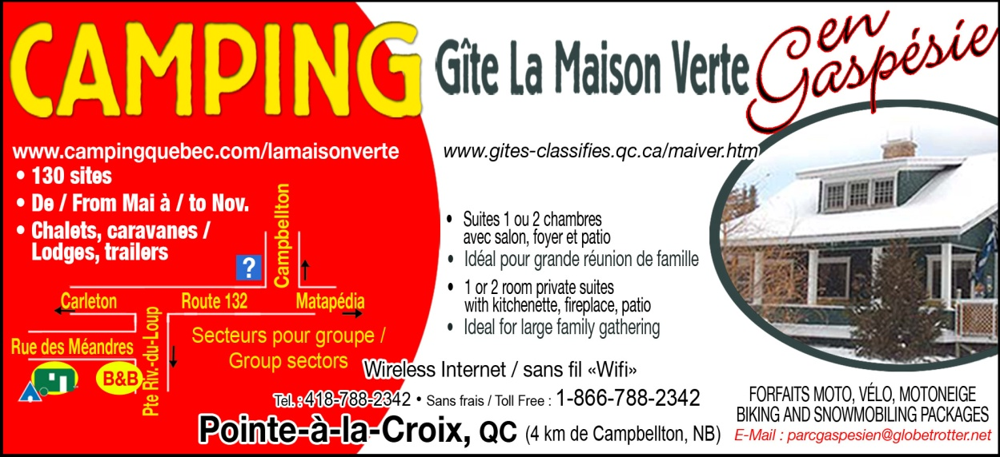 CAMPING
Gîte La Maison Verte
en
Gaspésie
www.campingquebec.com/lamaisonverte
• 130 sites
• De / From Mai à / to Nov.
• Chalets, caravanes /
Lodges, trailers
?
Campbellton
Carleton
Route 132
Matapédia
Rue des Méandres
Pte Riv.-du-Loup
B&B
Secteurs pour groupe /
Group sectors
www.gites-classifies.qc.ca/maiver.htm
• Suites 1 ou 2 chambres
avec salon, foyer et patio
• Idéal pour grande réunion de famille
• 1 or 2 room private suites
with kitchenette, fireplace, patio
• Ideal for large family gathering
Wireless Internet / sans fil «Wifi»
Tel. : 418-788-2342 • Sans frais / Toll Free : 1-866-788-2342
Pointe-à-la-Croix, QC (4 km de Campbellton, NB)
FORFAITS MOTO, VÉLO, MOTONEIGE
BIKING AND SNOWMOBILING PACKAGES
E-Mail : parcgaspesien@globetrotter.net